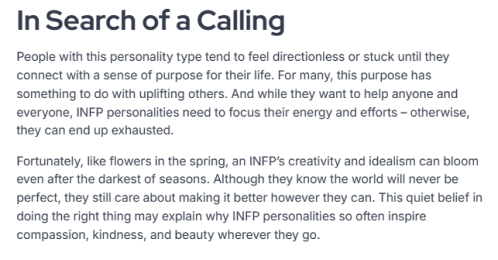 In Search of a Calling
People with this personality type tend to feel directionless or stuck until they
connect with a sense of purpose for their life. For many, this purpose has
something to do with uplifting others. And while they want to help anyone and
everyone, INFP personalities need to focus their energy and efforts – otherwise,
they can end up exhausted.
Fortunately, like flowers in the spring, an INFP’s creativity and idealism can bloom
even after the darkest of seasons. Although they know the world will never be
perfect, they still care about making it better however they can. This quiet belief in
doing the right thing may explain why INFP personalities so often inspire
compassion, kindness, and beauty wherever they go.